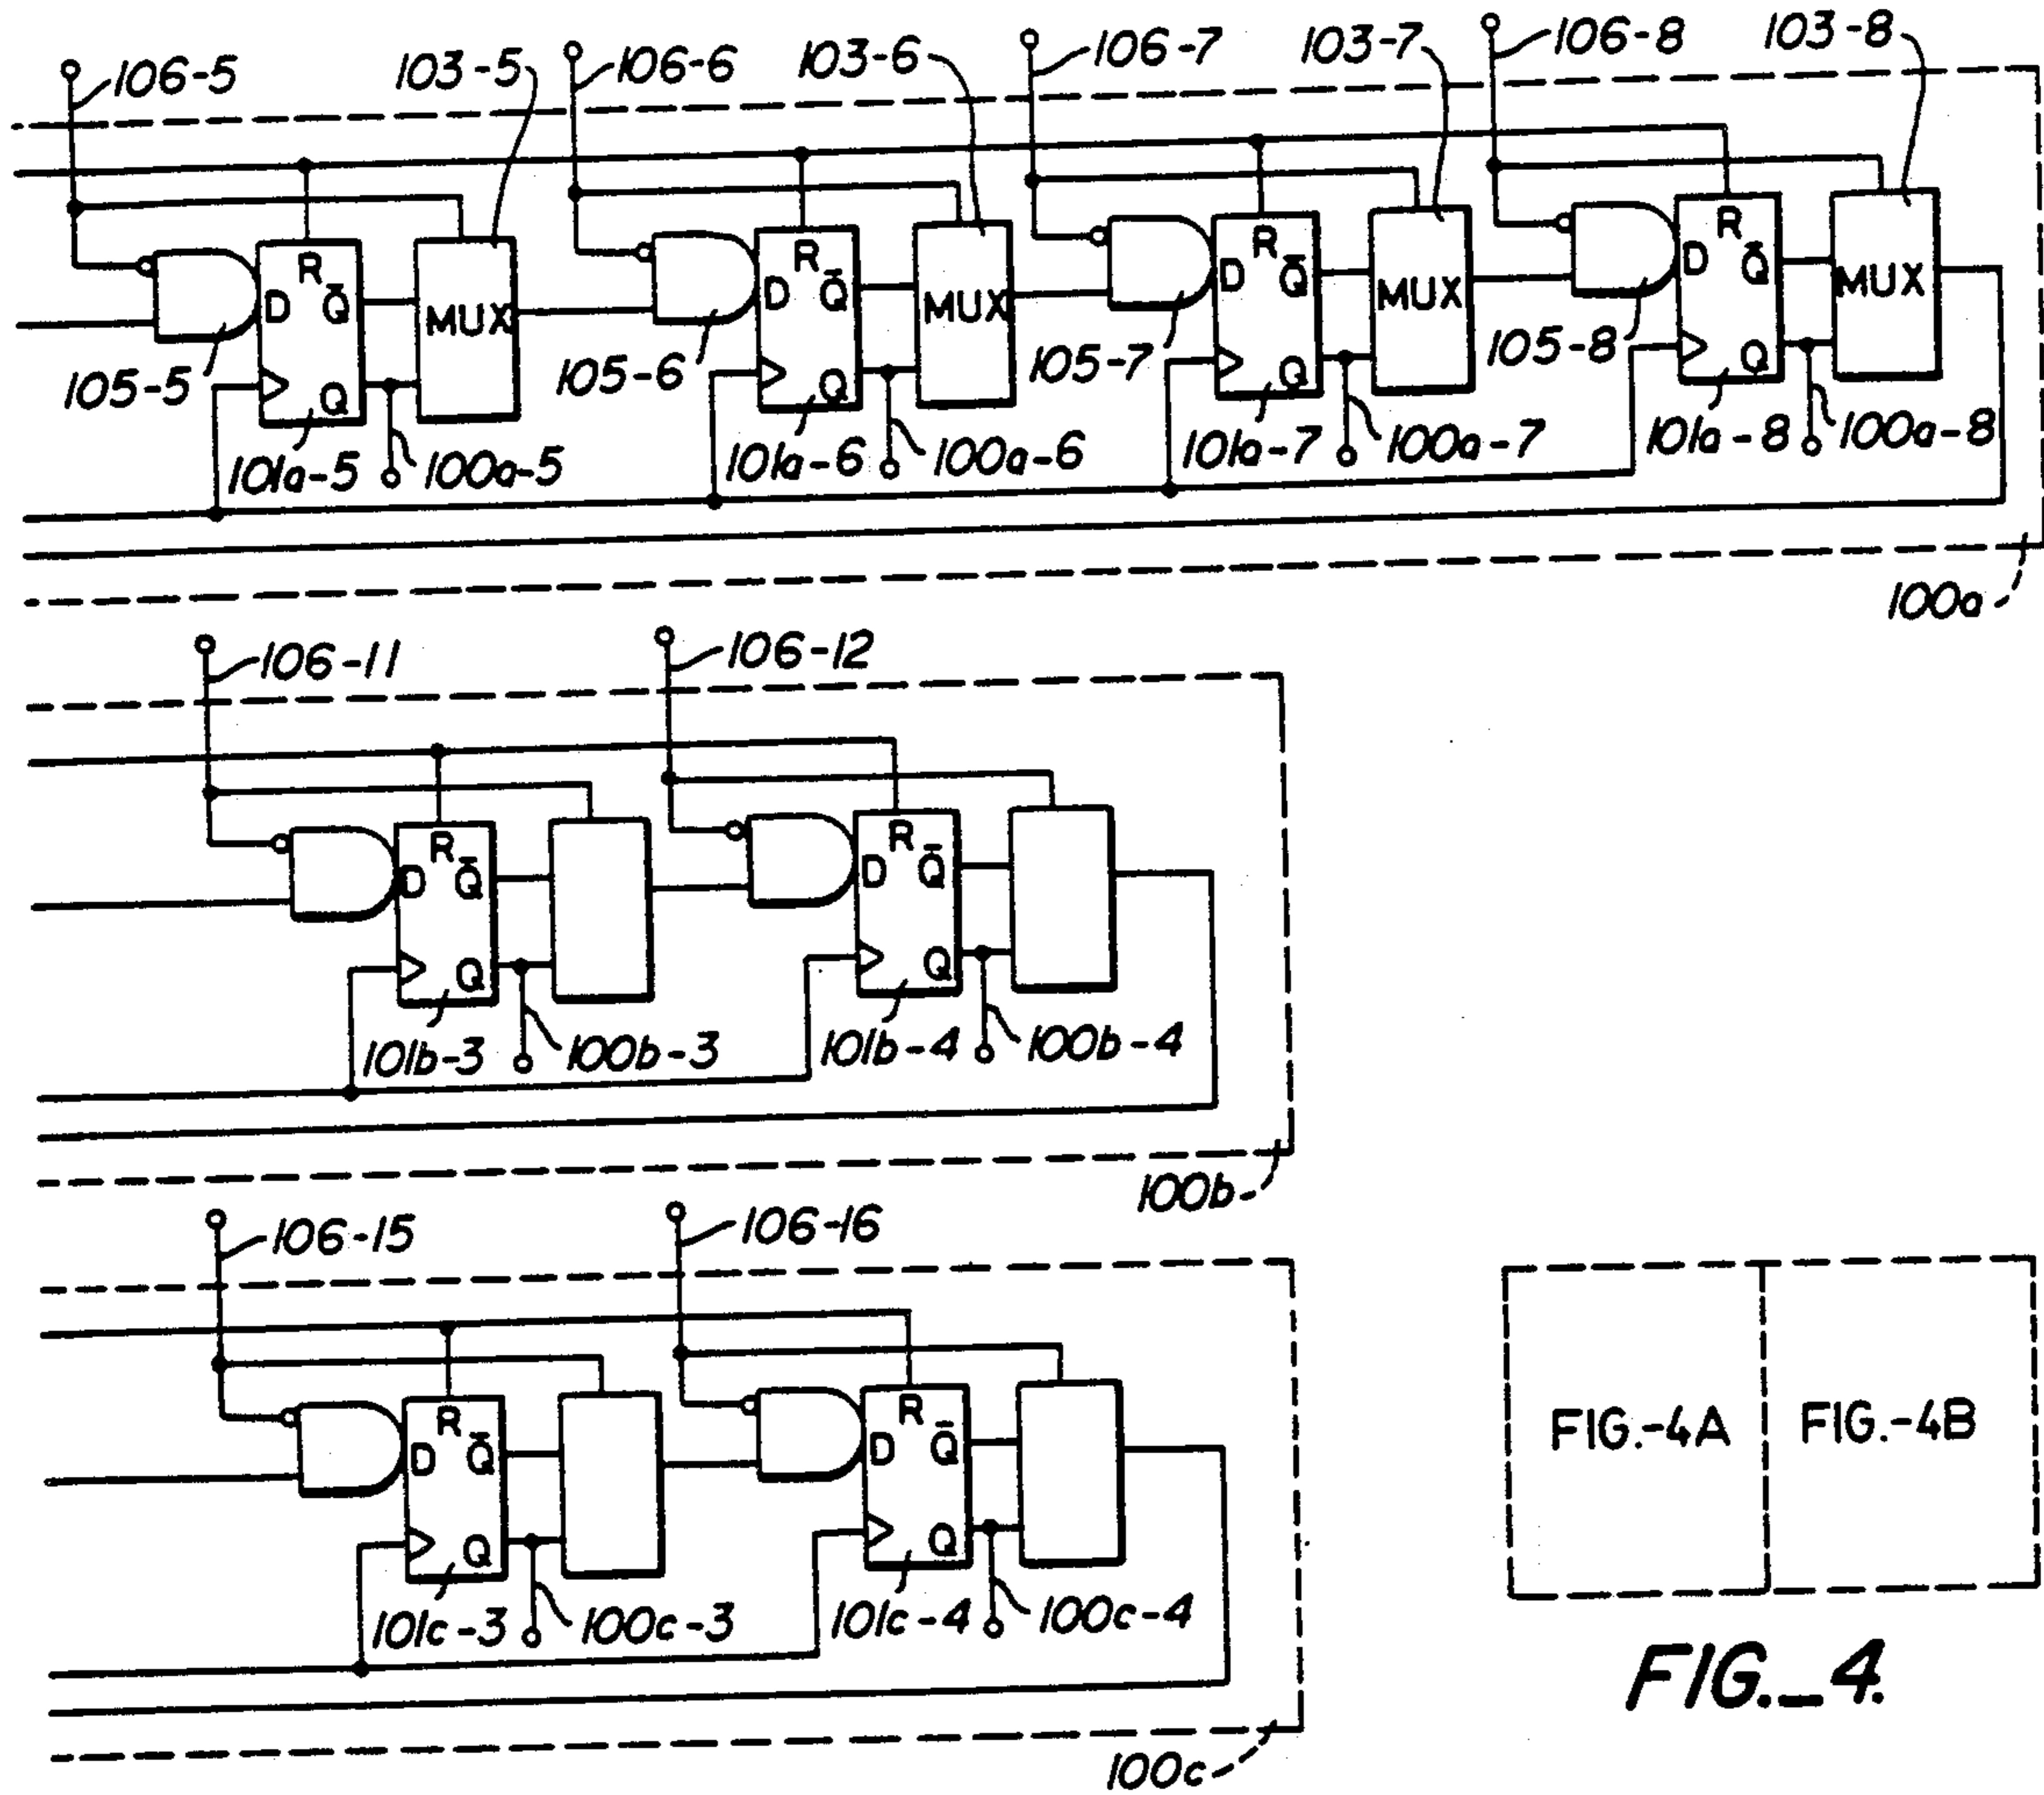 106-5
103-5
106-6
103-6
106-7
103-7
106-8
103-8
R
D
Q̄
Q
MUX
R
D
Q̄
Q
MUX
R
D
Q̄
Q
MUX
R
D
Q̄
Q
MUX
105-5
105-6
105-7
105-8
101a-5
100a-5
101a-6
100a-6
101a-7
100a-7
101a-8
100a-8
100a
106-11
106-12
R
D
Q̄
Q
R
D
Q̄
Q
101b-3
100b-3
101b-4
100b-4
100b
106-15
106-16
R
D
Q̄
Q
R
D
Q̄
Q
101c-3
100c-3
101c-4
100c-4
100c
FIG.-4A
FIG.-4B
FIG._4.